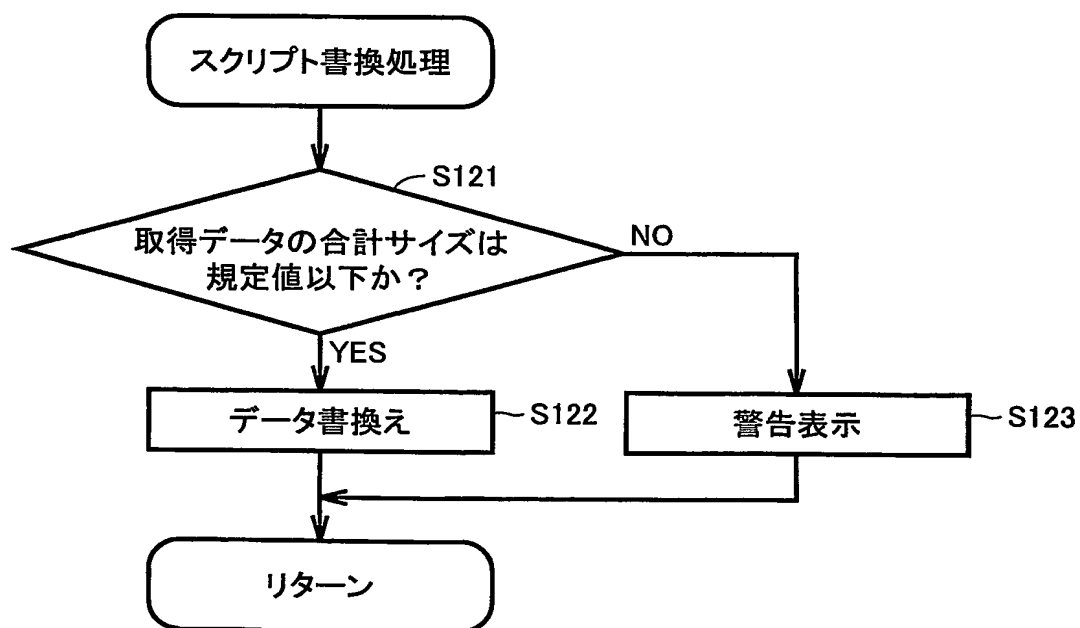 スクリプト書換処理
S121
取得データの合計サイズは
規定値以下か？
NO
YES
データ書換え
S122
警告表示
S123
リターン